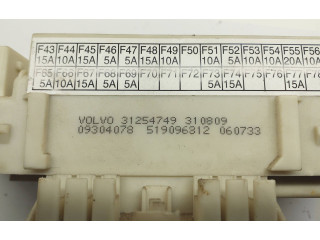 F43 F44 F45 F46 F47 F48 F49 F50 F51 F52 F53 F54 F55 F56
15A 10A 15A 5A 5A 15A 10A 10A 5A 5A 10A 20A 10A
F65 F66 F67 F68 F69 F70 F71 F72 F73 F74 F75 F76 F77 F78
5A 10A 15A 5A 5A 5A 15A 15A
VOLVO 31254749 310809
09304078 519096312 060733